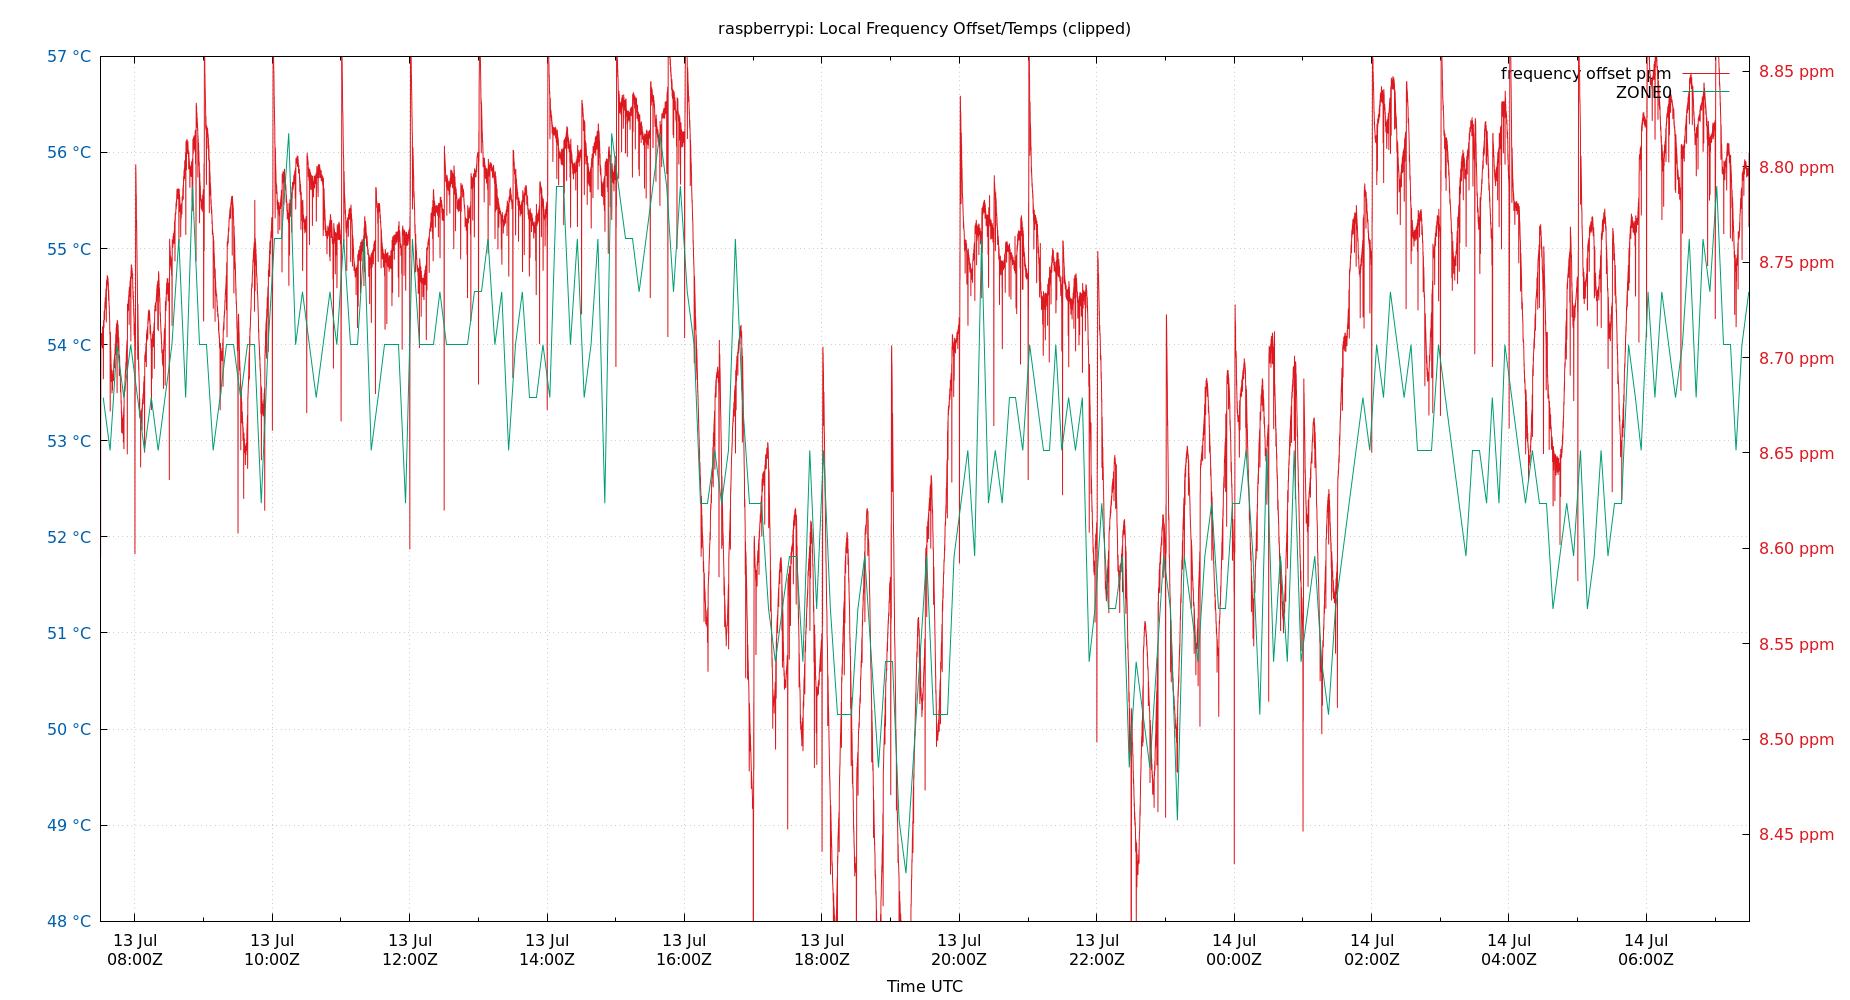 raspberrypi: Local Frequency Offset/Temps (clipped)
57 °C
56 °C
55 °C
54 °C
53 °C
52 °C
51 °C
50 °C
49 °C
48 °C
frequency offset ppm
ZONE0
8.85 ppm
8.80 ppm
8.75 ppm
8.70 ppm
8.65 ppm
8.60 ppm
8.55 ppm
8.50 ppm
8.45 ppm
13 Jul 13 Jul 13 Jul 13 Jul 13 Jul 13 Jul 13 Jul 13 Jul 14 Jul 14 Jul 14 Jul 14 Jul
08:00Z 10:00Z 12:00Z 14:00Z 16:00Z 18:00Z 20:00Z 22:00Z 00:00Z 02:00Z 04:00Z 06:00Z
Time UTC